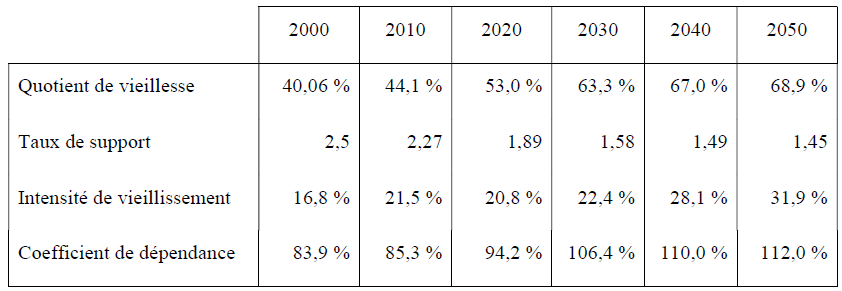 2000 2010 2020 2030 2040 2050
Quotient de vieillesse 40,06 % 44,1 % 53,0 % 63,3 % 67,0 % 68,9 %
Taux de support 2,5 2,27 1,89 1,58 1,49 1,45
Intensité de vieillissement 16,8 % 21,5 % 20,8 % 22,4 % 28,1 % 31,9 %
Coefficient de dépendance 83,9 % 85,3 % 94,2 % 106,4 % 110,0 % 112,0 %